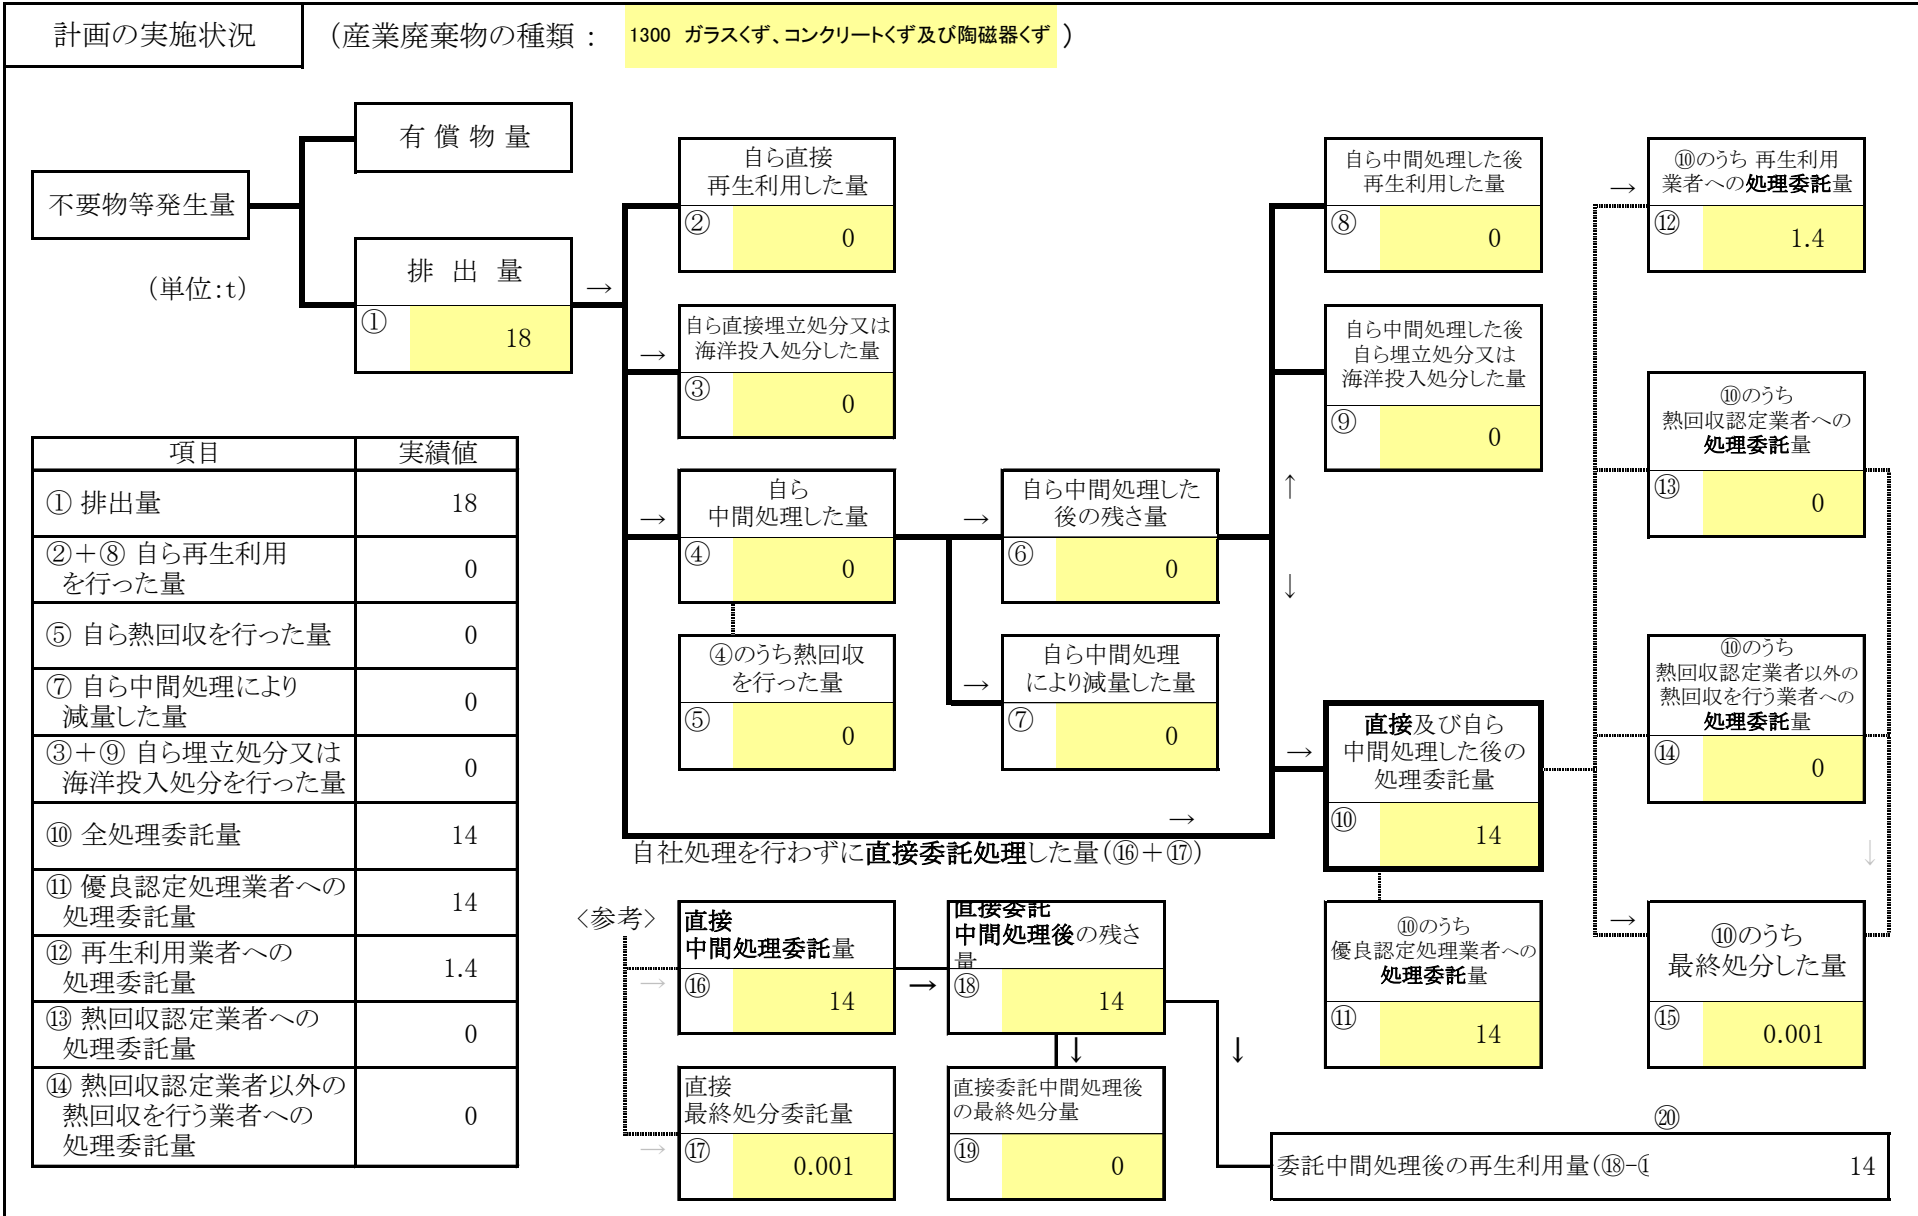 計画の実施状況
（産業廃棄物の種類： 1300 ガラスくず、コンクリートくず及び陶磁器くず ）
有 償 物 量
不要物等発生量
（単位:t）
排 出 量
→
①
18
自ら直接
再生利用した量
②
0
→
自ら直接埋立処分又は
海洋投入処分した量
③
0
→
自ら
中間処理した量
④
0
④のうち熱回収
を行った量
⑤
0
→
自ら中間処理した
後の残さ量
⑥
0
→
自ら中間処理
により減量した量
⑦
0
自ら中間処理した後
再生利用した量
⑧
0
自ら中間処理した後
自ら埋立処分又は
海洋投入処分した量
⑨
0
↑
↓
→
直接及び自ら
中間処理した後の
処理委託量
⑩
14
⑩のうち
優良認定処理業者への
処理委託量
⑪
14
→
⑩のうち 再生利用
業者への処理委託量
⑫
1.4
⑩のうち
熱回収認定業者への
処理委託量
⑬
0
⑩のうち
熱回収認定業者以外の
熱回収を行う業者への
処理委託量
⑭
0
↓
→
⑩のうち
最終処分した量
⑮
0.001
→
自社処理を行わずに直接委託処理した量（⑯＋⑰）
〈参考〉
→
直接
中間処理委託量
⑯
14
→
直接委託
中間処理後の残さ
量
⑱
14
↓
↓
→
直接
最終処分委託量
⑰
0.001
直接委託中間処理後
の最終処分量
⑲
0
⑳
委託中間処理後の再生利用量（⑱-
14
項目 実績値
① 排出量 18
②＋⑧ 自ら再生利用
を行った量 0
⑤ 自ら熱回収を行った量 0
⑦ 自ら中間処理により
減量した量 0
③＋⑨ 自ら埋立処分又は
海洋投入処分を行った量 0
⑩ 全処理委託量 14
⑪ 優良認定処理業者への
処理委託量 14
⑫ 再生利用業者への
処理委託量 1.4
⑬ 熱回収認定業者への
処理委託量 0
⑭ 熱回収認定業者以外の
熱回収を行う業者への
処理委託量 0